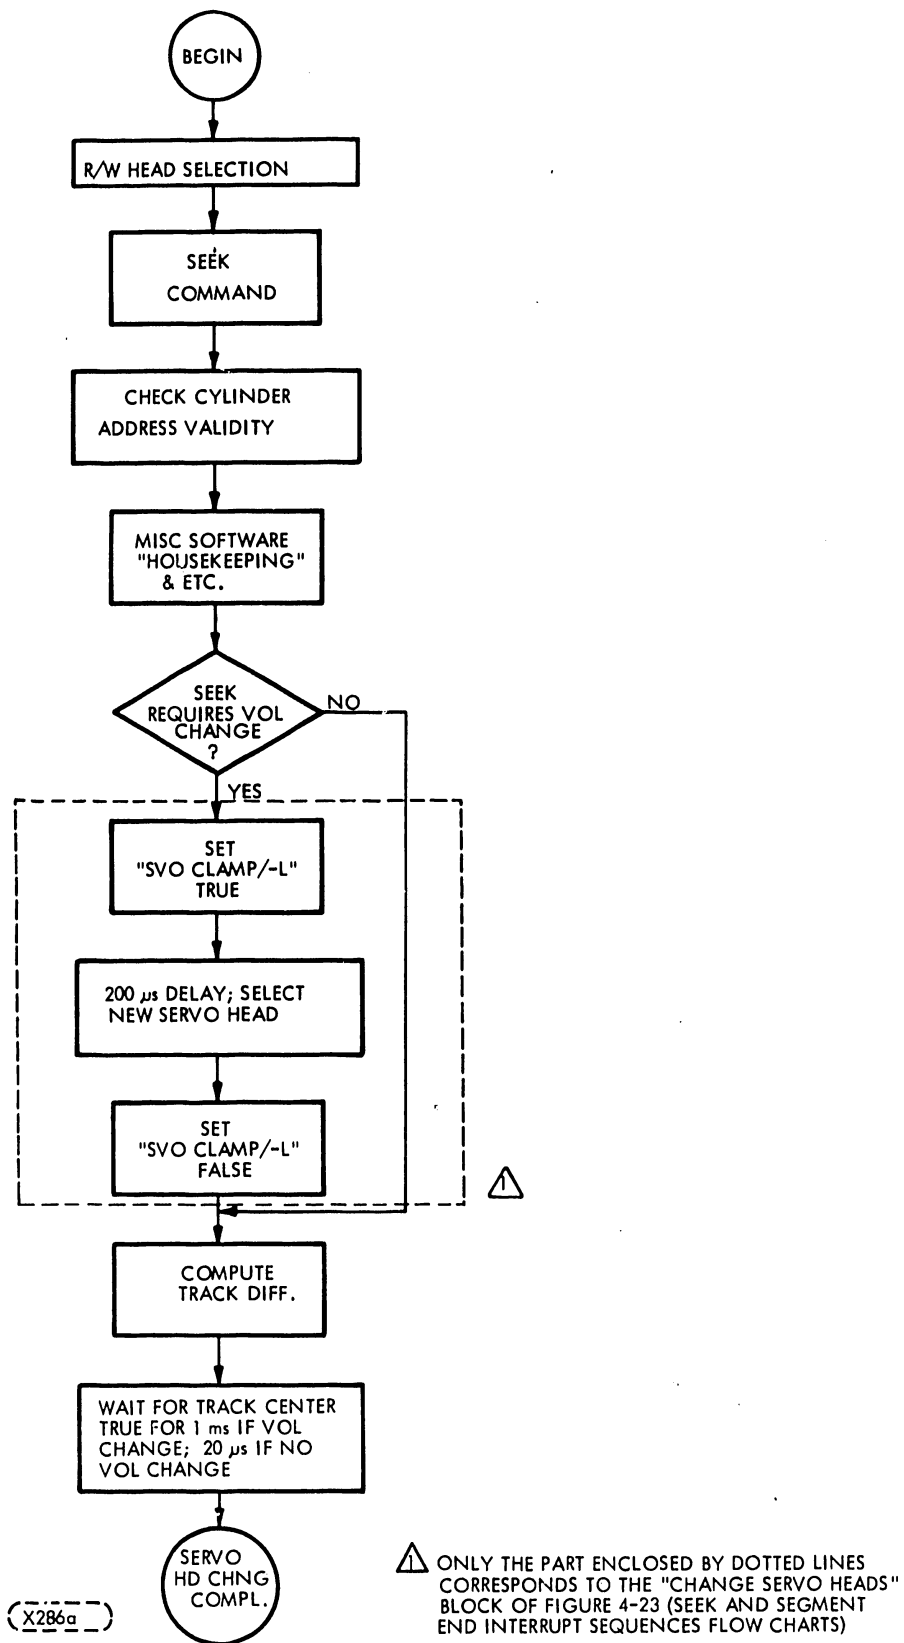 BEGIN
R/W HEAD SELECTION
SEEK
COMMAND
CHECK CYLINDER
ADDRESS VALIDITY
MISC SOFTWARE
"HOUSEKEEPING"
& ETC.
SEEK
REQUIRES VOL
CHANGE
?
NO
YES
SET
"SVO CLAMP/-L"
TRUE
200 µs DELAY; SELECT
NEW SERVO HEAD
SET
"SVO CLAMP/-L"
FALSE
1
COMPUTE
TRACK DIFF.
WAIT FOR TRACK CENTER
TRUE FOR 1 ms IF VOL
CHANGE; 20 µs IF NO
VOL CHANGE
SERVO
HD CHNG
COMPL.
1 ONLY THE PART ENCLOSED BY DOTTED LINES
CORRESPONDS TO THE "CHANGE SERVO HEADS"
BLOCK OF FIGURE 4-23 (SEEK AND SEGMENT
END INTERRUPT SEQUENCES FLOW CHARTS)
X286a